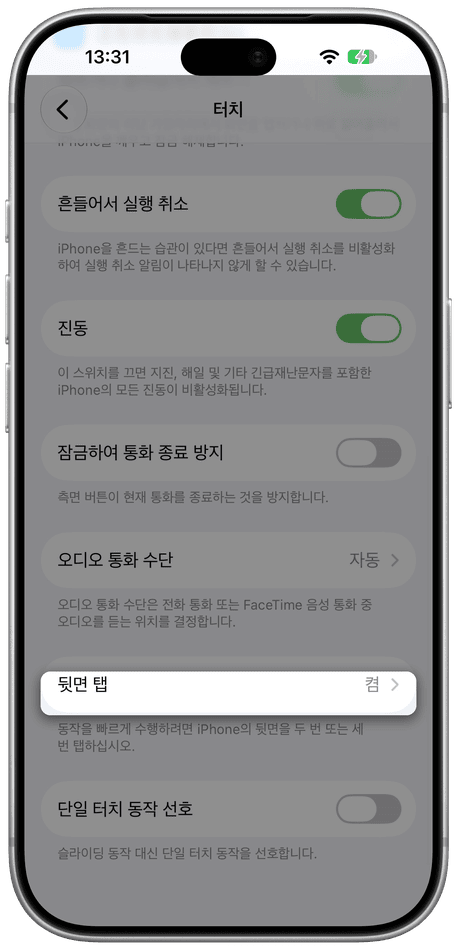 13:31
터치
흔들어서 실행 취소
iPhone을 흔드는 습관이 있다면 흔들어서 실행 취소를 비활성화
하여 실행 취소 알림이 나타나지 않게 할 수 있습니다.
진동
이 스위치를 끄면 지진, 해일 및 기타 긴급재난문자를 포함한
iPhone의 모든 진동이 비활성화됩니다.
잠금하여 통화 종료 방지
측면 버튼이 현재 통화를 종료하는 것을 방지합니다.
오디오 통화 수단 자동
오디오 통화 수단은 전화 통화 또는 FaceTime 음성 통화 중
오디오를 듣는 위치를 결정합니다.
뒷면 탭 켬
동작을 빠르게 수행하려면 iPhone의 뒷면을 두 번 또는 세
번 탭하십시오.
단일 터치 동작 선호
슬라이딩 동작 대신 단일 터치 동작을 선호합니다.